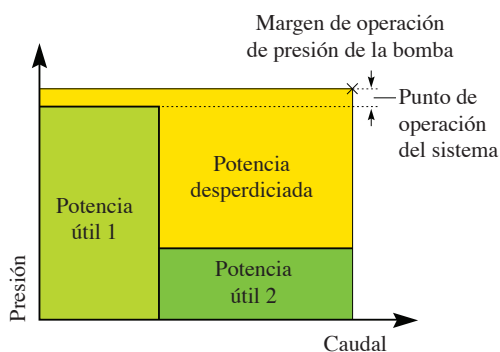 Margen de operación
de presión de la bomba
Punto de
operación
del sistema
Potencia
desperdiciada
Potencia
útil 1
Potencia
útil 2
Presión
Caudal